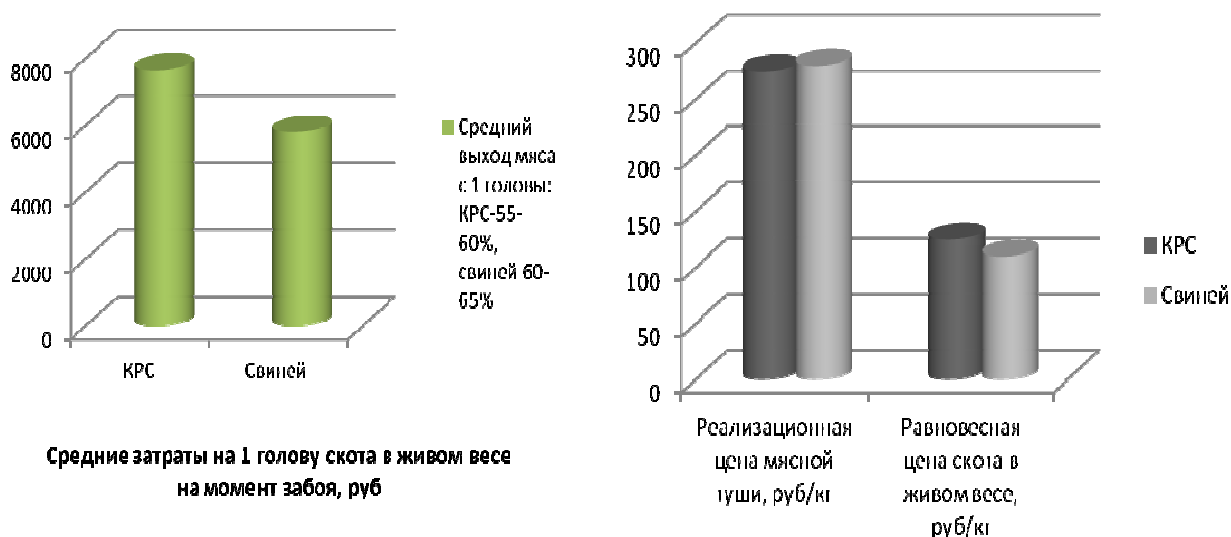 8000
6000
4000
2000
0
КРС
Свиней
Средний
выход мяса
с 1 головы:
КРС-55-
60%,
свиней 60-
65%
Средние затраты на 1 голову скота в живом весе
на момент забоя, руб
300
250
200
150
100
50
0
Реализационная
цена мясной
туши, руб/кг
Равновесная
цена скота в
живом весе,
руб/кг
КРС
Свиней